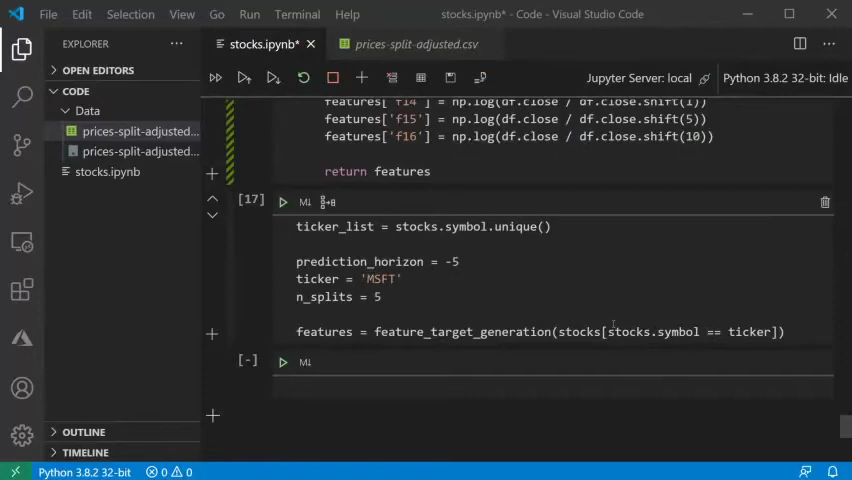 File Edit Selection View Go Run Terminal Help
stocks.ipynb* - Code - Visual Studio Code
EXPLORER
stocks.ipynb*
prices-split-adjusted.csv
OPEN EDITORS
CODE
Data
prices-split-adjusted...
prices-split-adjusted...
stocks.ipynb
OUTLINE
TIMELINE
Jupyter Server: local
Python 3.8.2 32-bit: Idle
features['f14'] = np.log(df.close / df.close.shift(1))
features['f15'] = np.log(df.close / df.close.shift(5))
features['f16'] = np.log(df.close / df.close.shift(10))
return features
[17]
M↓
ticker_list = stocks.symbol.unique()
prediction_horizon = -5
ticker = 'MSFT'
n_splits = 5
features = feature_target_generation(stocks[stocks.symbol == ticker])
[-]
M↓
Python 3.8.2 32-bit
0
0